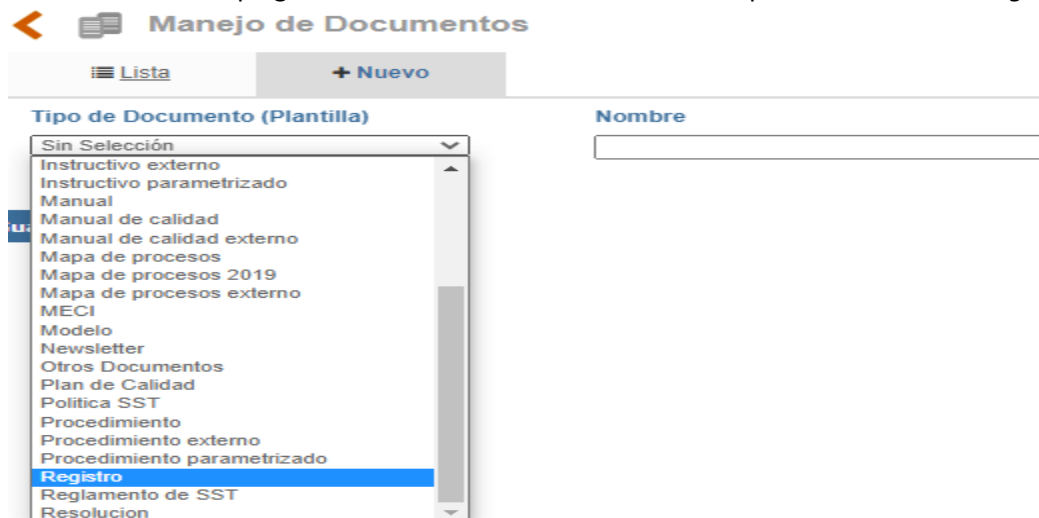 Manejo de Documentos
Lista
+ Nuevo
Tipo de Documento (Plantilla)
Nombre
Sin Selección
Instructivo externo
Instructivo parametrizado
Manual
Manual de calidad
Manual de calidad externo
Mapa de procesos
Mapa de procesos 2019
Mapa de procesos externo
MECI
Modelo
Newsletter
Otros Documentos
Plan de Calidad
Politica SST
Procedimiento
Procedimiento externo
Procedimiento parametrizado
Registro
Reglamento de SST
Resolucion